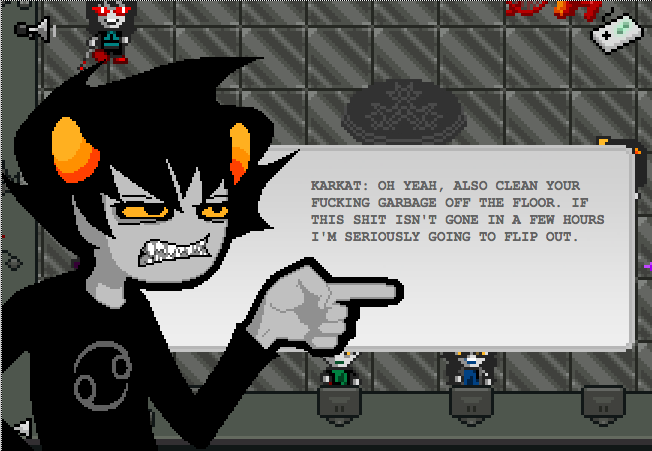 KARKAT: OH YEAH, ALSO CLEAN YOUR
FUCKING GARBAGE OFF THE FLOOR. IF
THIS SHIT ISN'T GONE IN A FEW HOURS
I'M SERIOUSLY GOING TO FLIP OUT.